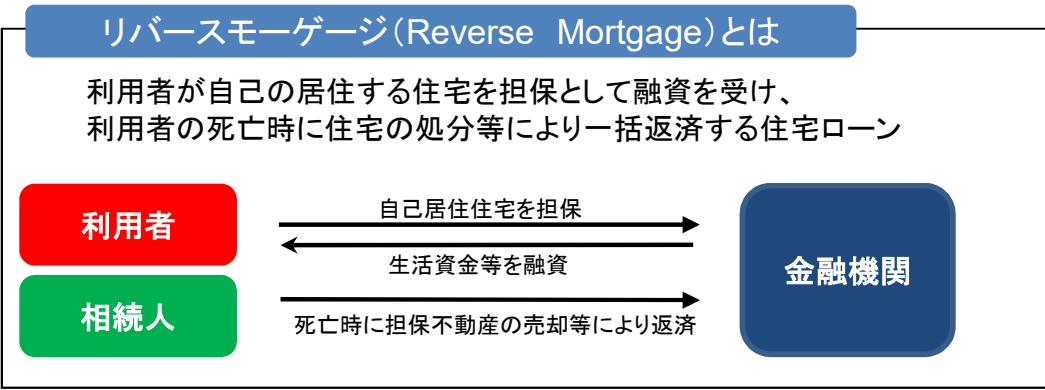 リバースモーゲージ（Reverse　Mortgage）とは
利用者が自己の居住する住宅を担保として融資を受け、
利用者の死亡時に住宅の処分等により一括返済する住宅ローン
利用者
自己居住住宅を担保
生活資金等を融資
金融機関
相続人
死亡時に担保不動産の売却等により返済